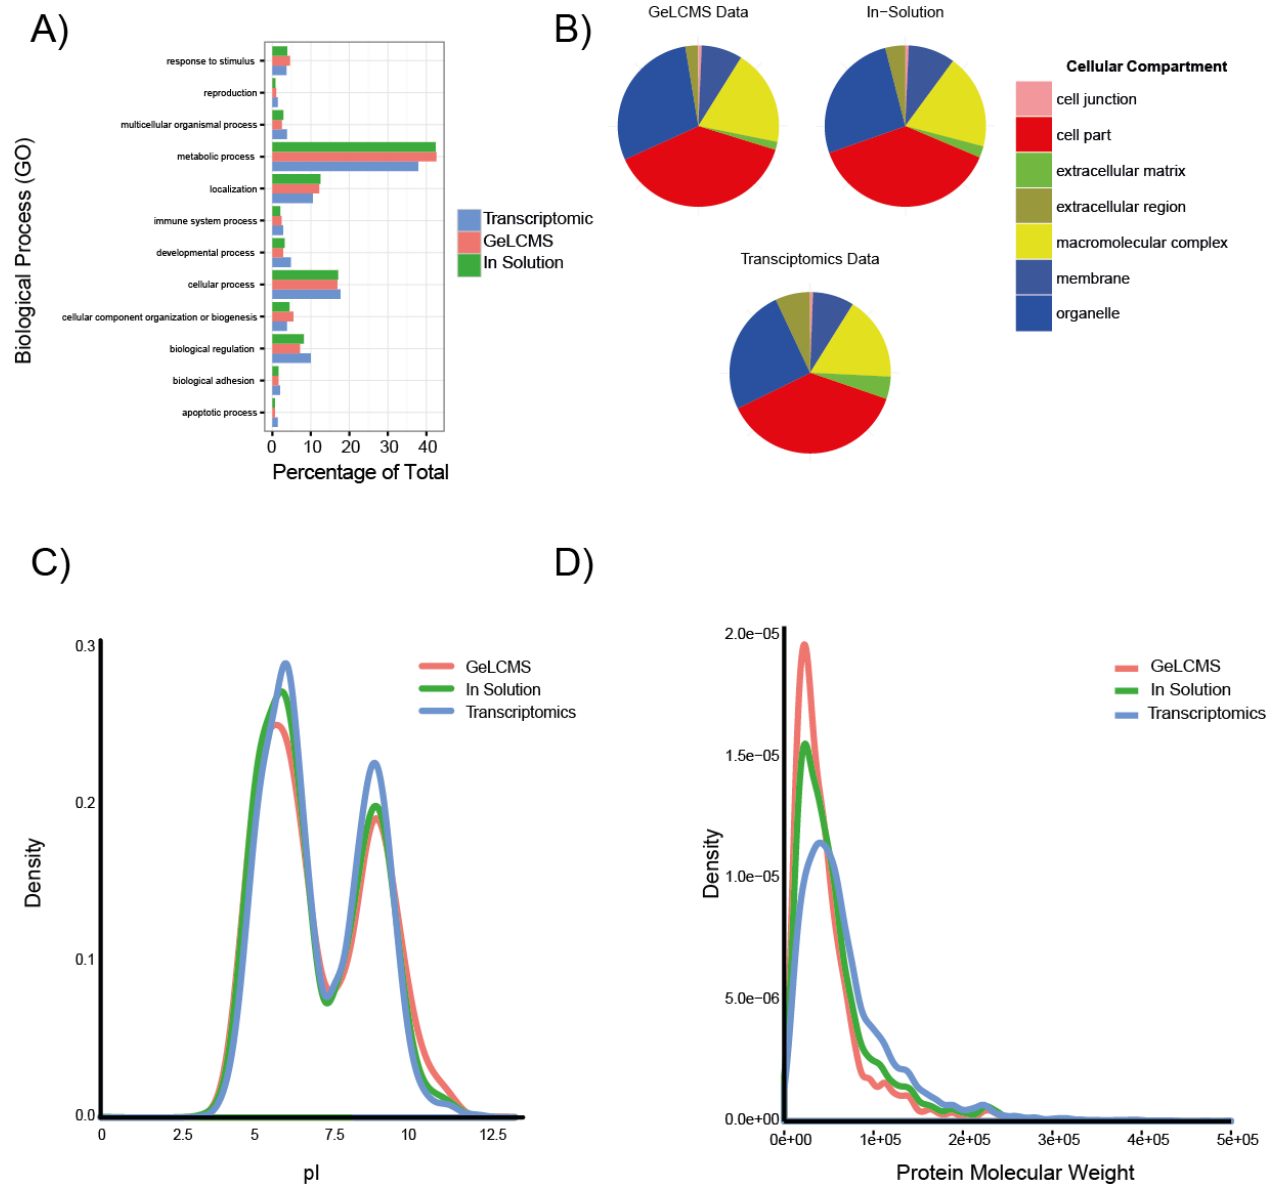 A)
response to stimulus
reproduction
multicellular organismal process
metabolic process
localization
immune system process
developmental process
cellular process
cellular component organization or biogenesis
biological regulation
biological adhesion
apoptotic process
Biological Process (GO)
0 10 20 30 40
Percentage of Total
Transcriptomic
GeLCMS
In Solution
B)
GeLCMS Data
In−Solution
Transciptomics Data
Cellular Compartment
cell junction
cell part
extracellular matrix
extracellular region
macromolecular complex
membrane
organelle
C)
0.3
0.2
0.1
0.0
Density
0 2.5 5 7.5 10 12.5
pI
GeLCMS
In Solution
Transcriptomics
D)
2.0e−05
1.5e−05
1.0e−05
5.0e−06
0.0e+00
Density
0e+00 1e+05 2e+05 3e+05 4e+05 5e+05
Protein Molecular Weight
GeLCMS
In Solution
Transcriptomics